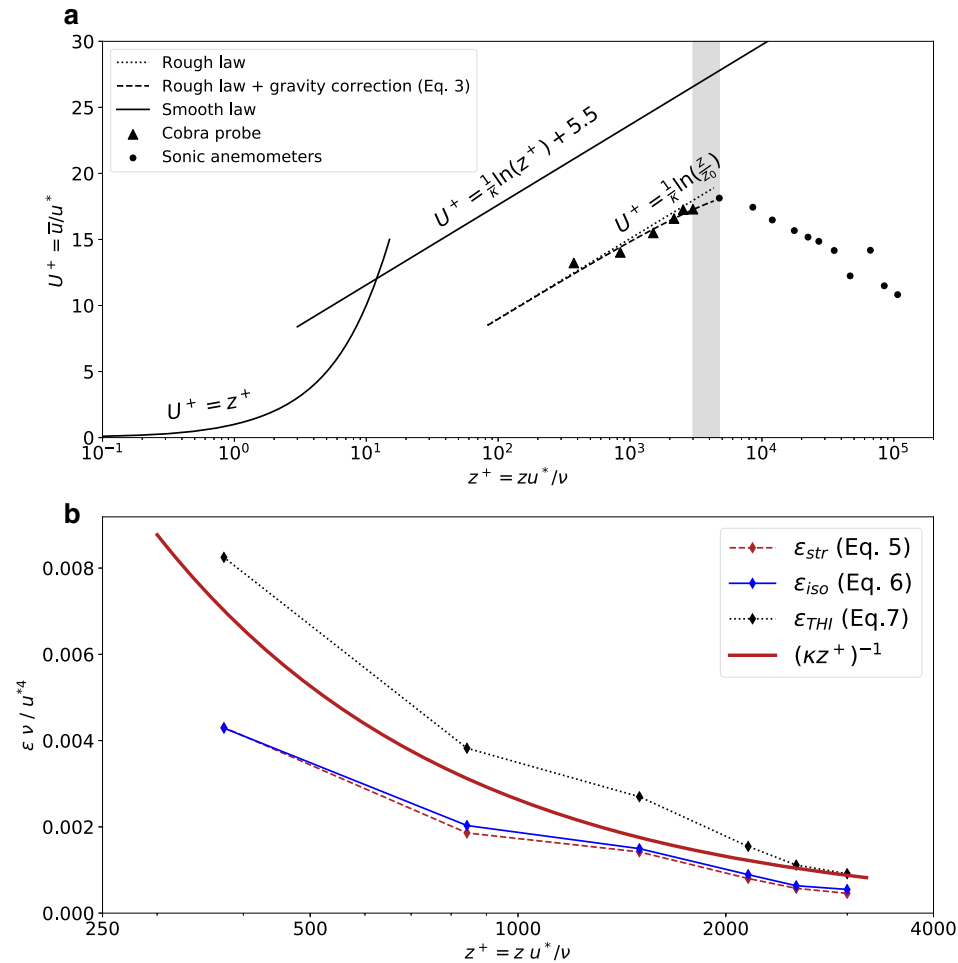 a
30
25
20
15
10
5
0
U⁺ = u̅/u*
Rough law
Rough law + gravity correction (Eq. 3)
Smooth law
Cobra probe
Sonic anemometers
U⁺ = 1/κ ln(z⁺) + 5.5
U⁺ = 1/κ ln(z/z₀)
U⁺ = z⁺
10⁻¹ 10⁰ 10¹ 10² 10³ 10⁴ 10⁵
z⁺ = zu*/ν
b
0.008
0.006
0.004
0.002
0.000
ε ν / u*⁴
ε_str (Eq. 5)
ε_iso (Eq. 6)
ε_THI (Eq.7)
(κz⁺)⁻¹
250 500 1000 2000 4000
z⁺ = z u*/ν